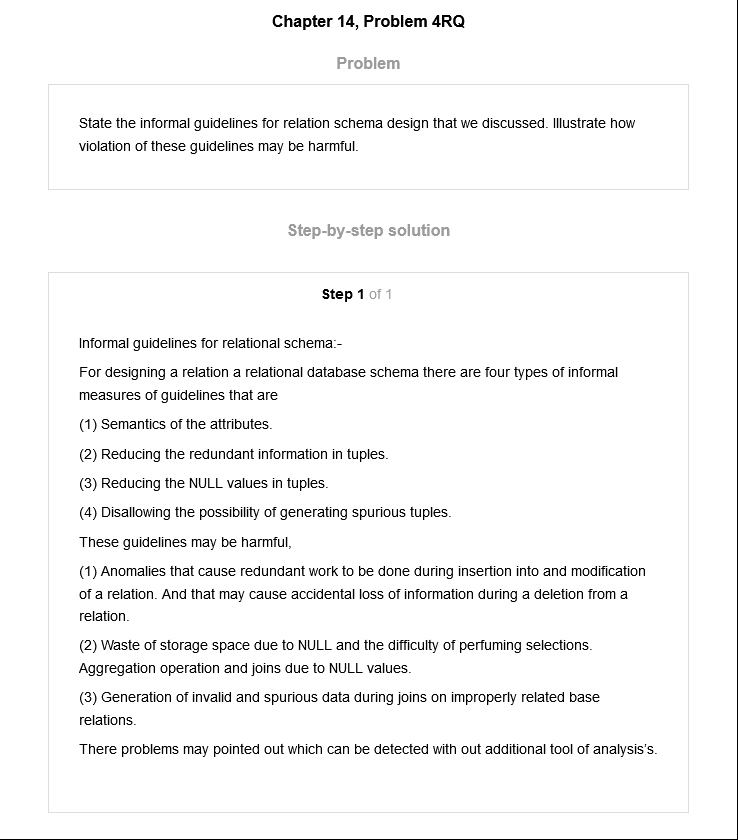 Chapter 14, Problem 4RQ
Problem
State the informal guidelines for relation schema design that we discussed. Illustrate how
violation of these guidelines may be harmful.
Step-by-step solution
Step 1 of 1
Informal guidelines for relational schema:-
For designing a relation a relational database schema there are four types of informal
measures of guidelines that are
(1) Semantics of the attributes.
(2) Reducing the redundant information in tuples.
(3) Reducing the NULL values in tuples.
(4) Disallowing the possibility of generating spurious tuples.
These guidelines may be harmful,
(1) Anomalies that cause redundant work to be done during insertion into and modification
of a relation. And that may cause accidental loss of information during a deletion from a
relation.
(2) Waste of storage space due to NULL and the difficulty of perfuming selections.
Aggregation operation and joins due to NULL values.
(3) Generation of invalid and spurious data during joins on improperly related base
relations.
There problems may pointed out which can be detected with out additional tool of analysis's.